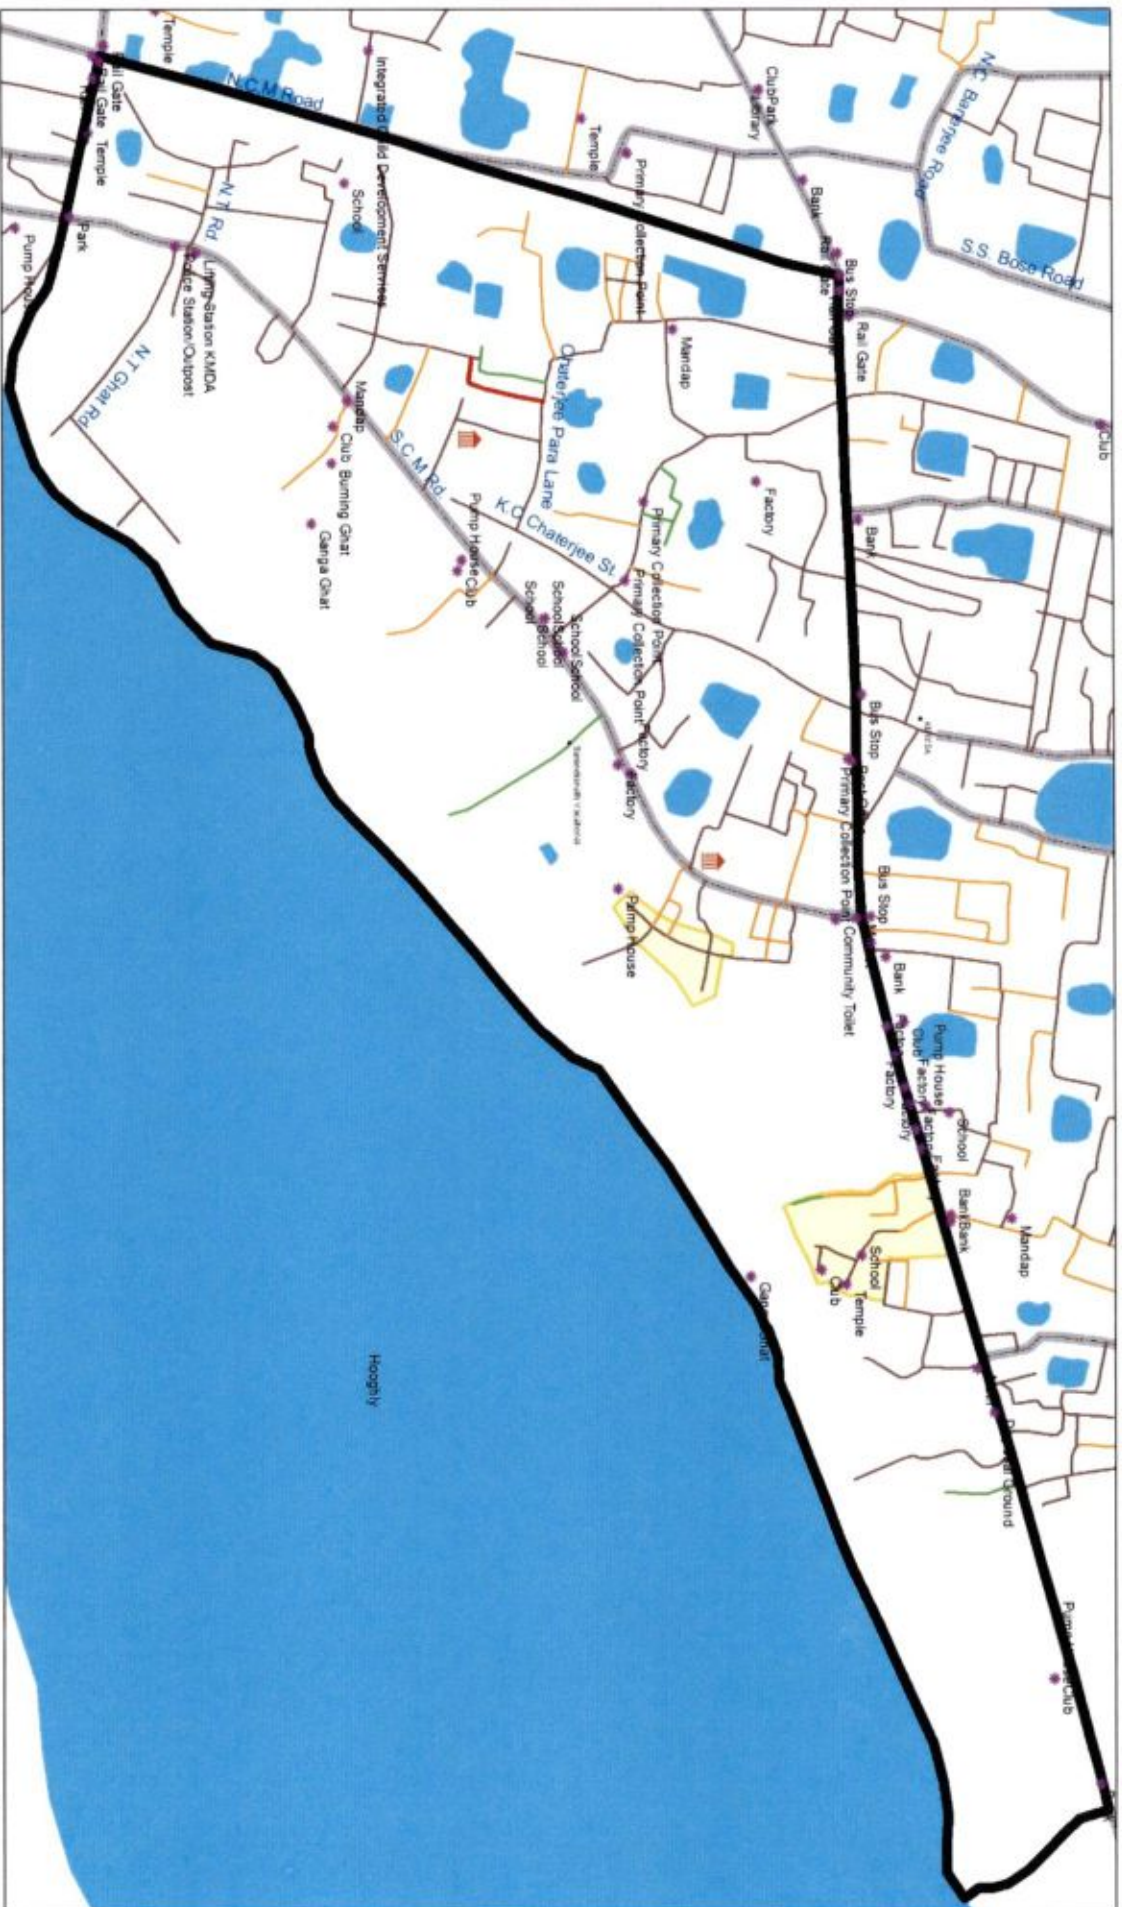 Temple
Rail Gate
Temple
Park
N.C.M Road
Integrated Child Development Services
School
N.T. Rd
Lifting Station KMDA
Police Station/Outpost
N.T Ghat Rd
Temple
Primary Collection Point
Club
Park
Library
Bank
Rail Gate
Bus Stop
Rail Gate
N.C. Banerjee Road
S.S. Bose Road
Club
Mandap
Mandap
Club
Burning Ghat
Ganga Ghat
S.C.M Rd
Chaterjee Para Lane
K.C Chaterjee St.
Pump House
Club
Factory
Bank
Primary Collection Point
Primary Collection Point
School
School
School
School
School
School
Factory
Factory
Bus Stop
Primary Collection Point
Community Toilet
Bus Stop
Bank
Pump House
Pump House
Club
Factory
Factory
School
Bank
Bank
Mandap
School
Club
Temple
Ganga Ghat
Hooghly
Ground
Club